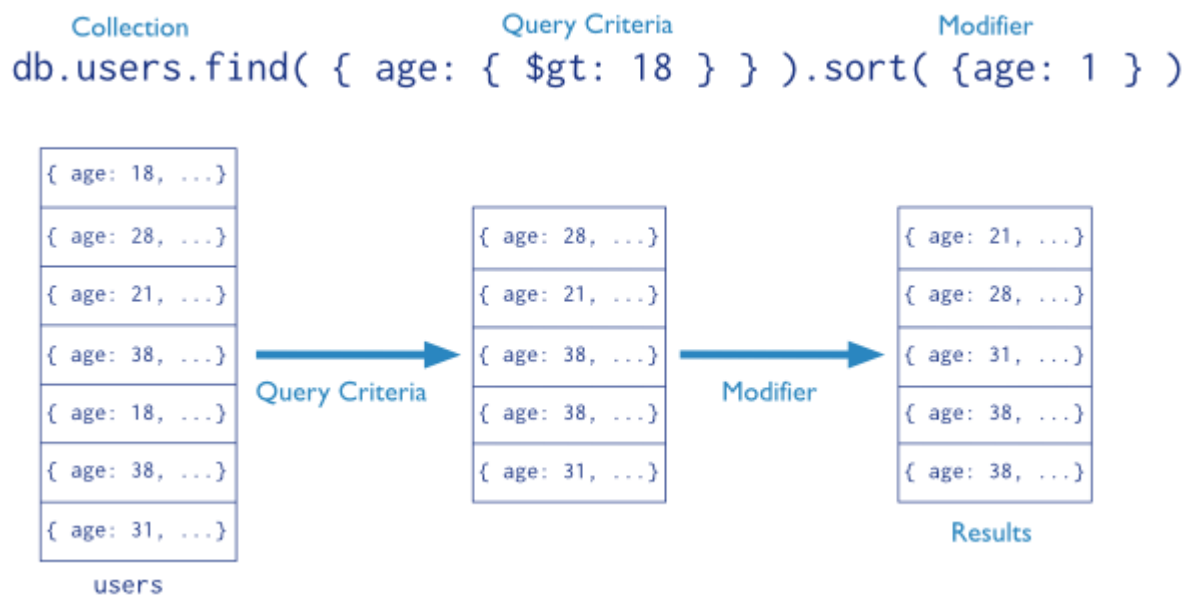 Collection Query Criteria Modifier
db.users.find( { age: { $gt: 18 } } ).sort( {age: 1 } )
{ age: 18, ...}
{ age: 28, ...}
{ age: 21, ...}
{ age: 38, ...}
{ age: 18, ...}
{ age: 38, ...}
{ age: 31, ...}
users
Query Criteria
{ age: 28, ...}
{ age: 21, ...}
{ age: 38, ...}
{ age: 38, ...}
{ age: 31, ...}
Modifier
{ age: 21, ...}
{ age: 28, ...}
{ age: 31, ...}
{ age: 38, ...}
{ age: 38, ...}
Results